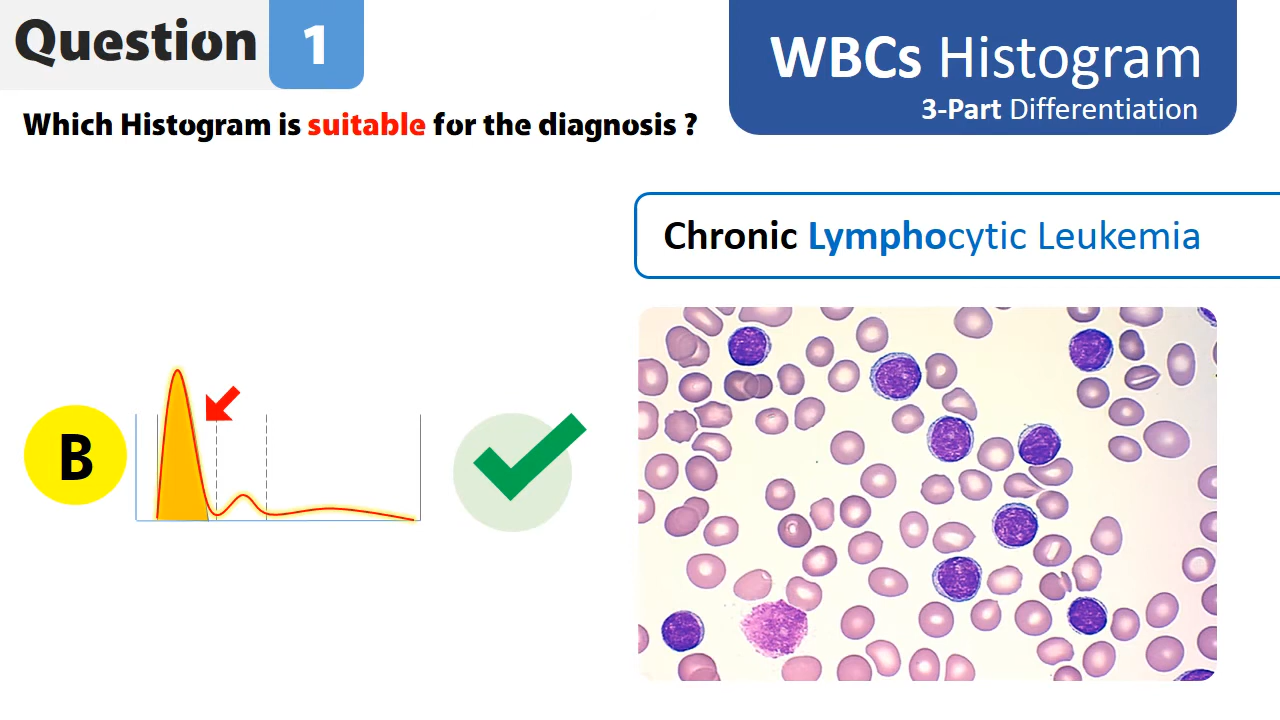 Question 1
WBCs Histogram
3-Part Differentiation
Which Histogram is suitable for the diagnosis ?
Chronic Lymphocytic Leukemia
B